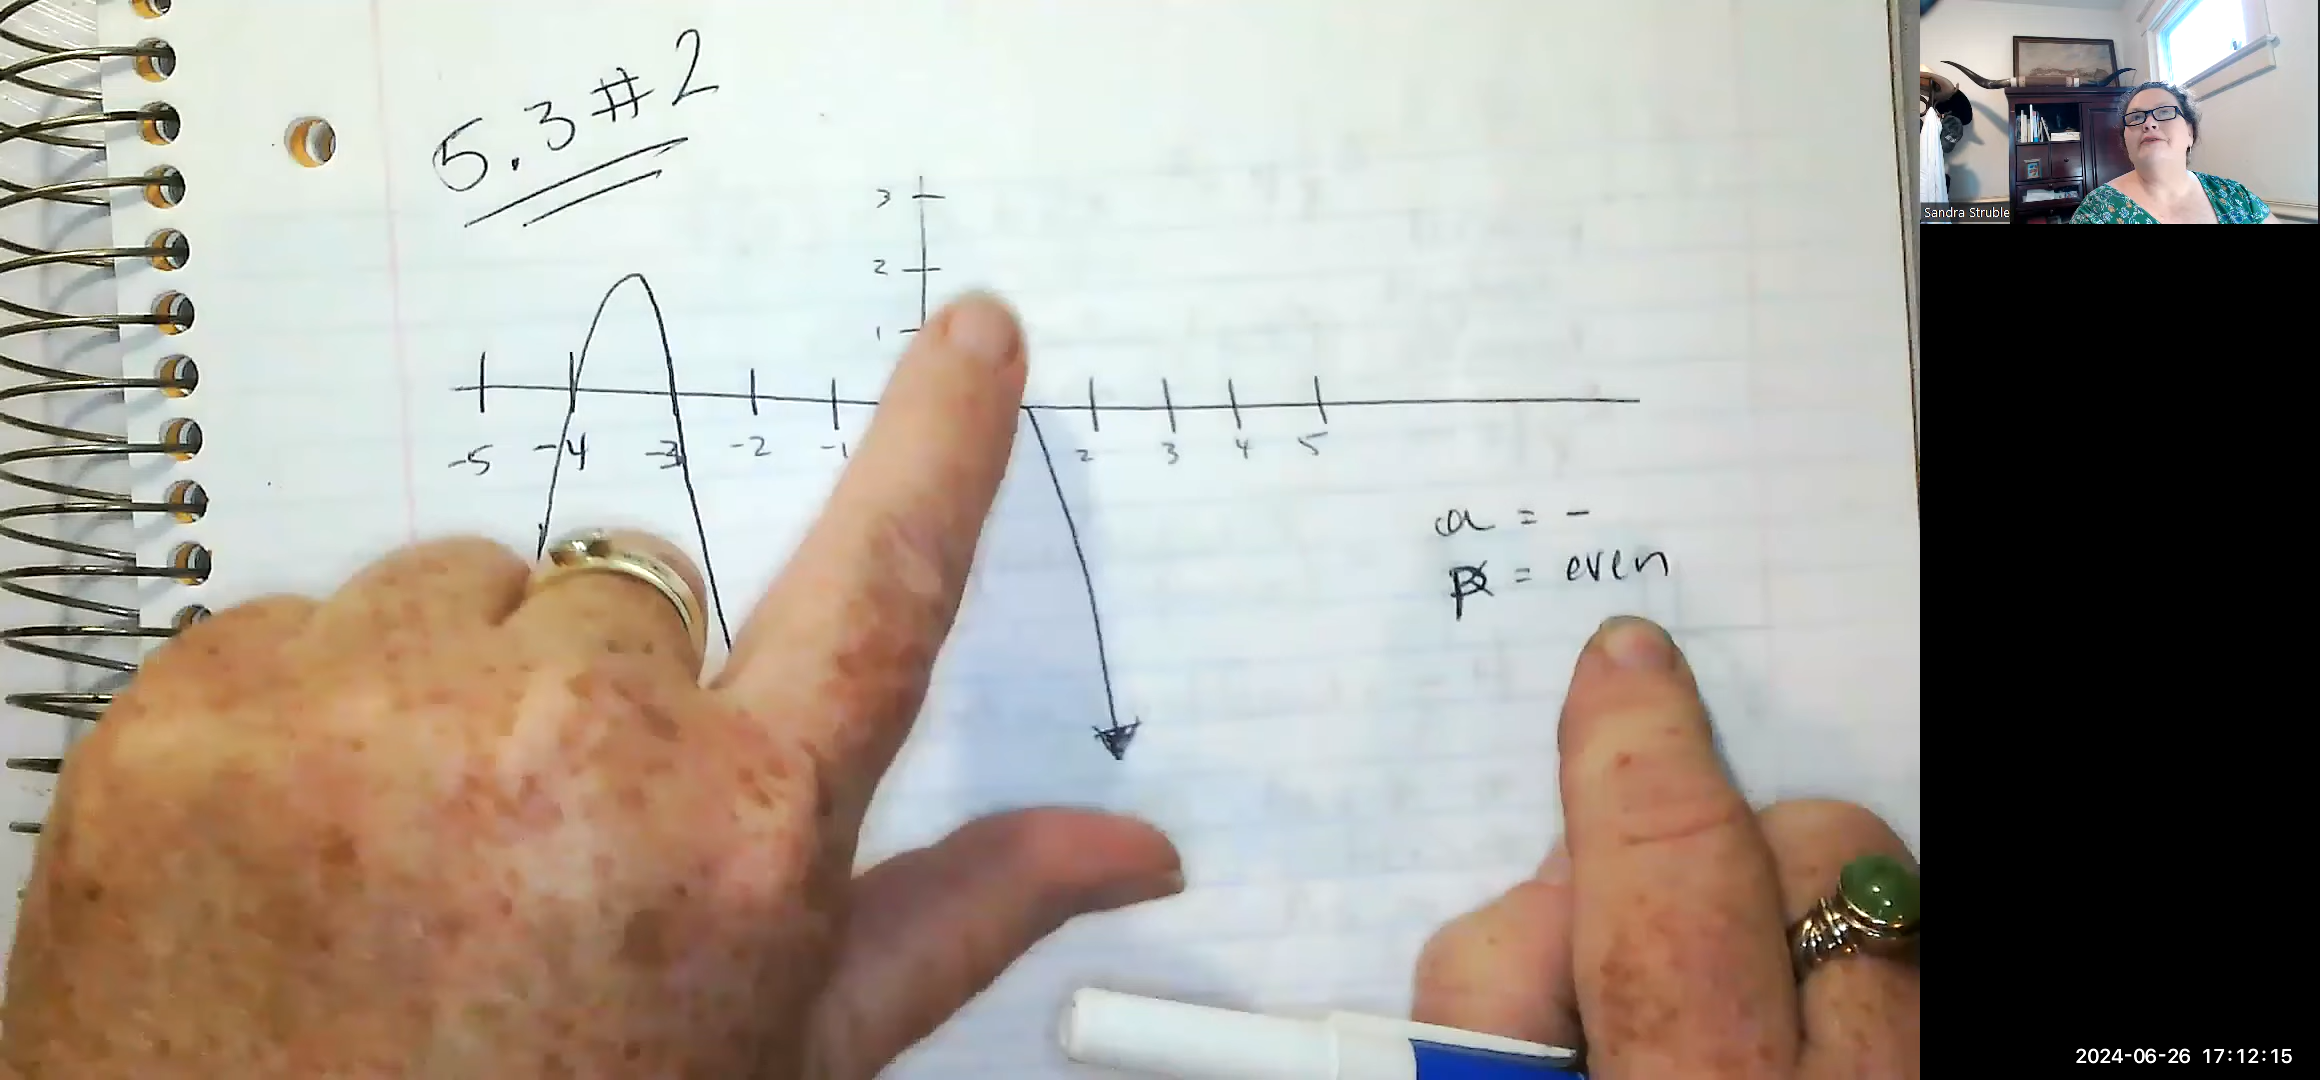 5.3 #2
3
2
1
-5 -4 -3 -2 -1 2 3 4 5
a = -
= even
Sandra Struble
2024-06-26 17:12:15